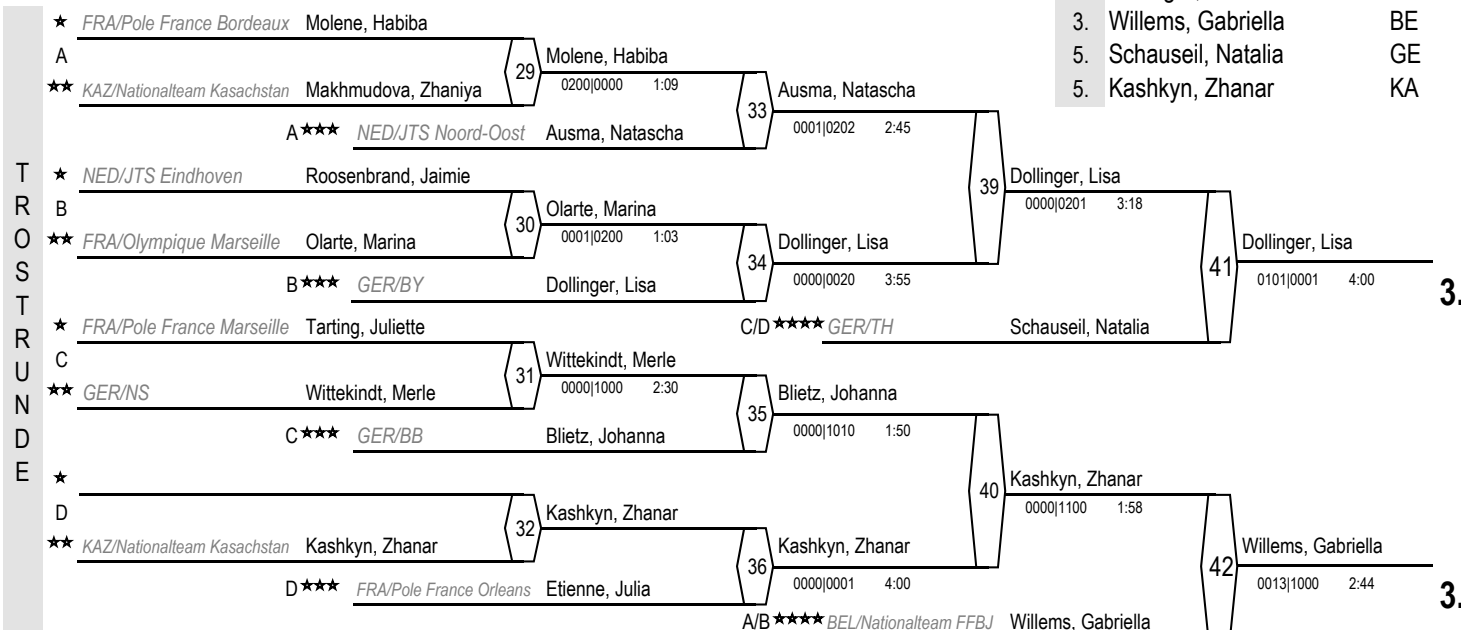 3. Willems, Gabriella BE
5. Schauseil, Natalia GE
5. Kashkyn, Zhanar KA
TROSTRUNDE
★ FRA/Pole France Bordeaux Molene, Habiba
A
★★ KAZ/Nationalteam Kasachstan Makhmudova, Zhaniya
29 Molene, Habiba
0200|0000 1:09
A ★★★ NED/JTS Noord-Oost Ausma, Natascha
33 Ausma, Natascha
0001|0202 2:45
★ NED/JTS Eindhoven Roosenbrand, Jaimie
B
★★ FRA/Olympique Marseille Olarte, Marina
30 Olarte, Marina
0001|0200 1:03
B ★★★ GER/BY Dollinger, Lisa
34 Dollinger, Lisa
0000|0020 3:55
39 Dollinger, Lisa
0000|0201 3:18
C/D ★★★★ GER/TH Schauseil, Natalia
41 Dollinger, Lisa
0101|0001 4:00
3.
★ FRA/Pole France Marseille Tarting, Juliette
C
★★ GER/NS Wittekindt, Merle
31 Wittekindt, Merle
0000|1000 2:30
C ★★★ GER/BB Blietz, Johanna
35 Blietz, Johanna
0000|1010 1:50
★
D
★★ KAZ/Nationalteam Kasachstan Kashkyn, Zhanar
32 Kashkyn, Zhanar
D ★★★ FRA/Pole France Orleans Etienne, Julia
36 Kashkyn, Zhanar
0000|0001 4:00
40 Kashkyn, Zhanar
0000|1100 1:58
A/B ★★★★ BEL/Nationalteam FFBJ Willems, Gabriella
42 Willems, Gabriella
0013|1000 2:44
3.